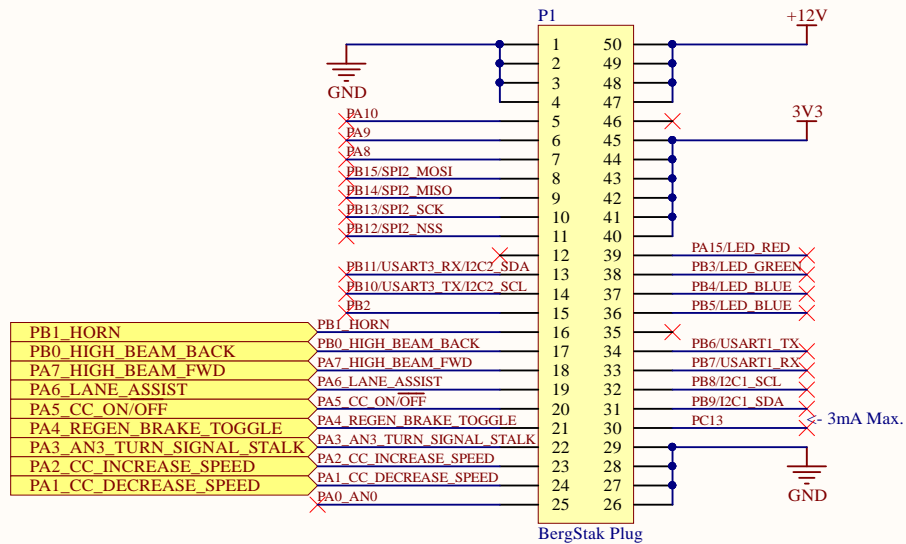 P1
+12V
1 50
2 49
GND
3 48
4 47
3V3
PA10 5 46
PA9 6 45
PA8 7 44
PB15/SPI2_MOSI 8 43
PB14/SPI2_MISO 9 42
PB13/SPI2_SCK 10 41
PB12/SPI2_NSS 11 40
12 39 PA15/LED_RED
PB11/USART3_RX/I2C2_SDA 13 38 PB3/LED_GREEN
PB10/USART3_TX/I2C2_SCL 14 37 PB4/LED_BLUE
PB2 15 36 PB5/LED_BLUE
PB1_HORN PB1_HORN 16 35
PB0_HIGH_BEAM_BACK PB0_HIGH_BEAM_BACK 17 34 PB6/USART1_TX
PA7_HIGH_BEAM_FWD PA7_HIGH_BEAM_FWD 18 33 PB7/USART1_RX
PA6_LANE_ASSIST PA6_LANE_ASSIST 19 32 PB8/I2C1_SCL
PA5_CC_ON/OFF PA5_CC_ON/OFF 20 31 PB9/I2C1_SDA
PA4_REGEN_BRAKE_TOGGLE PA4_REGEN_BRAKE_TOGGLE 21 30 PC13 <- 3mA Max.
PA3_AN3_TURN_SIGNAL_STALK PA3_AN3_TURN_SIGNAL_STALK 22 29
PA2_CC_INCREASE_SPEED PA2_CC_INCREASE_SPEED 23 28
PA1_CC_DECREASE_SPEED PA1_CC_DECREASE_SPEED 24 27
GND
PA0_AN0 25 26
BergStak Plug